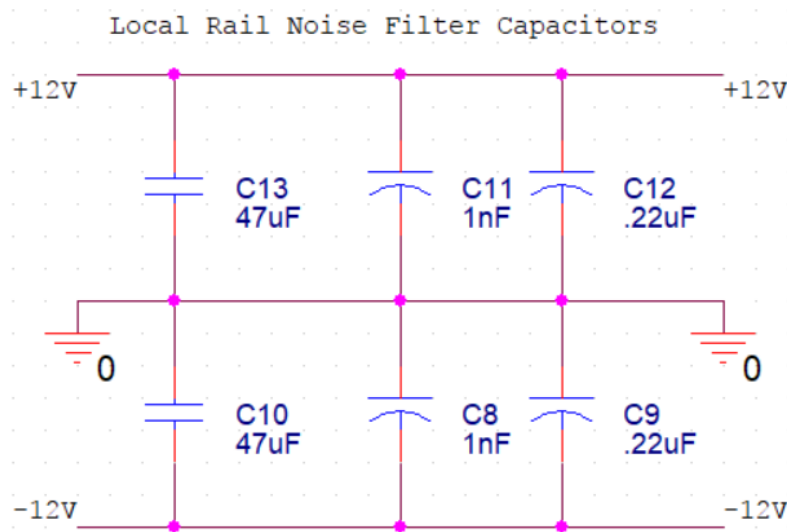 Local Rail Noise Filter Capacitors
+12V
+12V
C13
47uF
C11
1nF
C12
.22uF
0
0
C10
47uF
C8
1nF
C9
.22uF
-12V
-12V